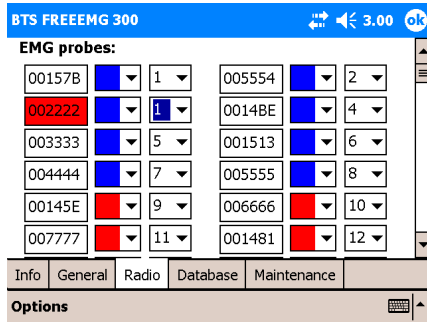 BTS FREEEMG 300 3.00 ok
EMG probes:
00157B 1 005554 2
002222 1 0014BE 4
003333 5 001513 6
004444 7 005555 8
00145E 9 006666 10
007777 11 001481 12
Info General Radio Database Maintenance
Options